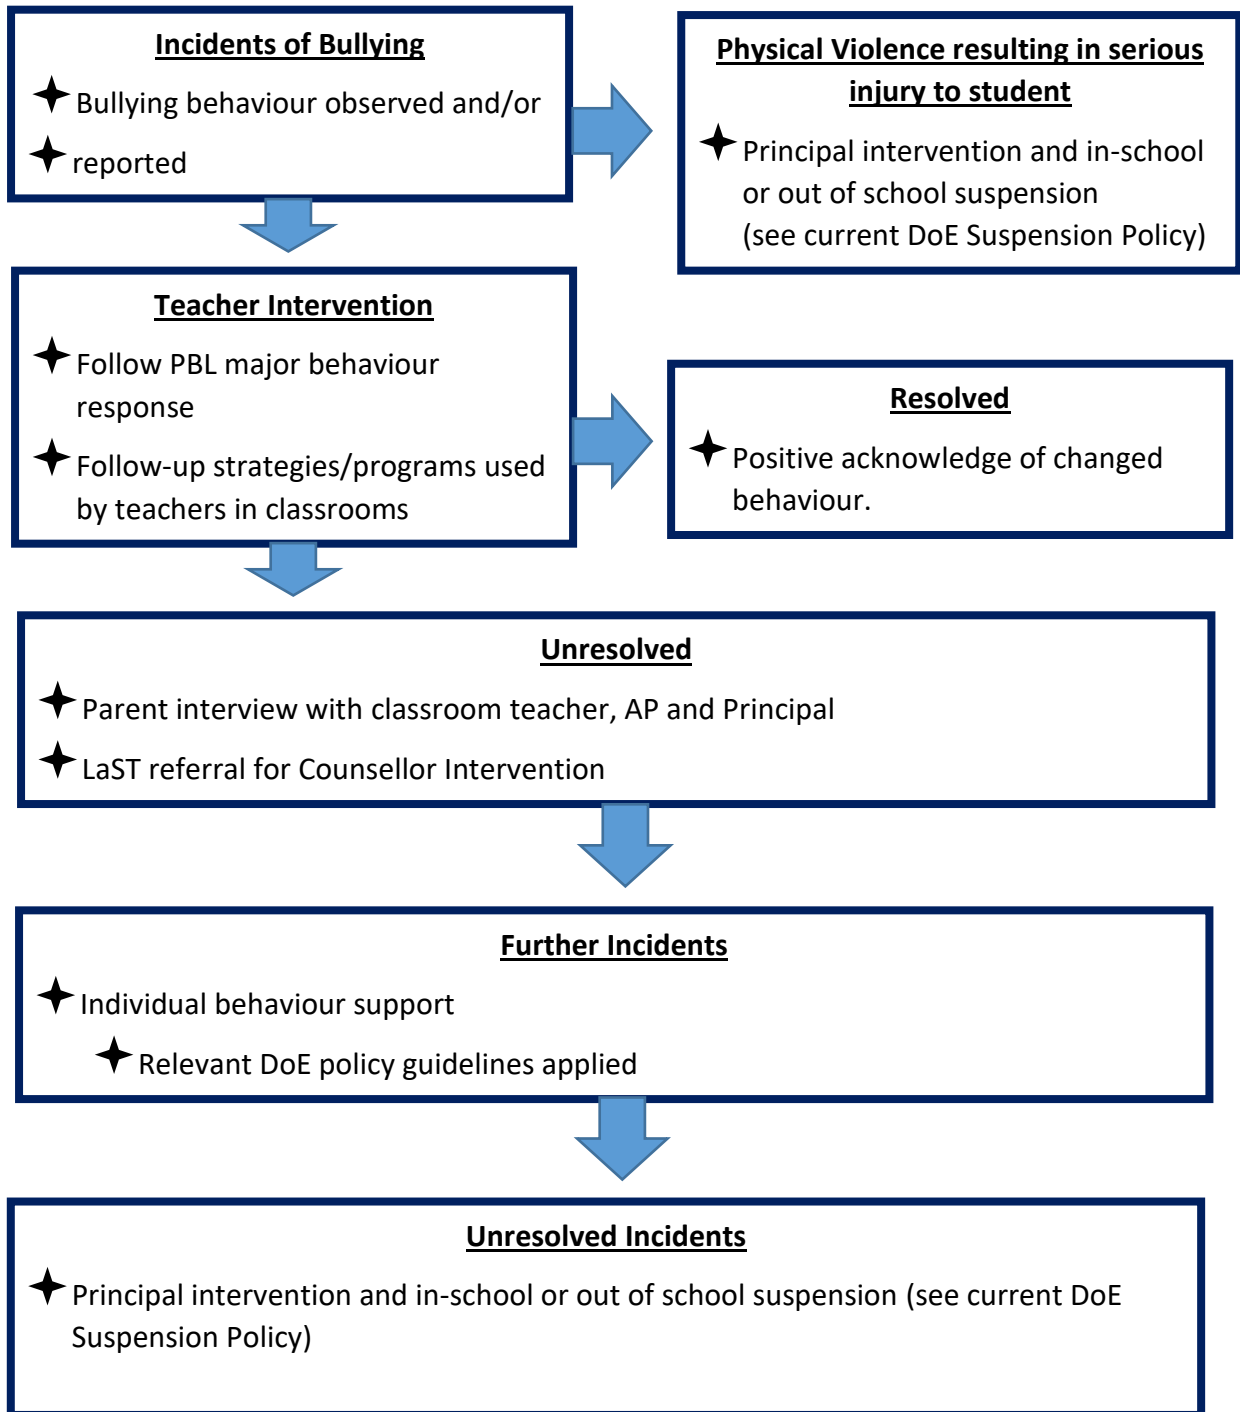 Incidents of Bullying
Bullying behaviour observed and/or
reported
Physical Violence resulting in serious
injury to student
Principal intervention and in-school
or out of school suspension
(see current DoE Suspension Policy)
Teacher Intervention
Follow PBL major behaviour
response
Follow-up strategies/programs used
by teachers in classrooms
Resolved
Positive acknowledge of changed
behaviour.
Unresolved
Parent interview with classroom teacher, AP and Principal
LaST referral for Counsellor Intervention
Further Incidents
Individual behaviour support
Relevant DoE policy guidelines applied
Unresolved Incidents
Principal intervention and in-school or out of school suspension (see current DoE
Suspension Policy)